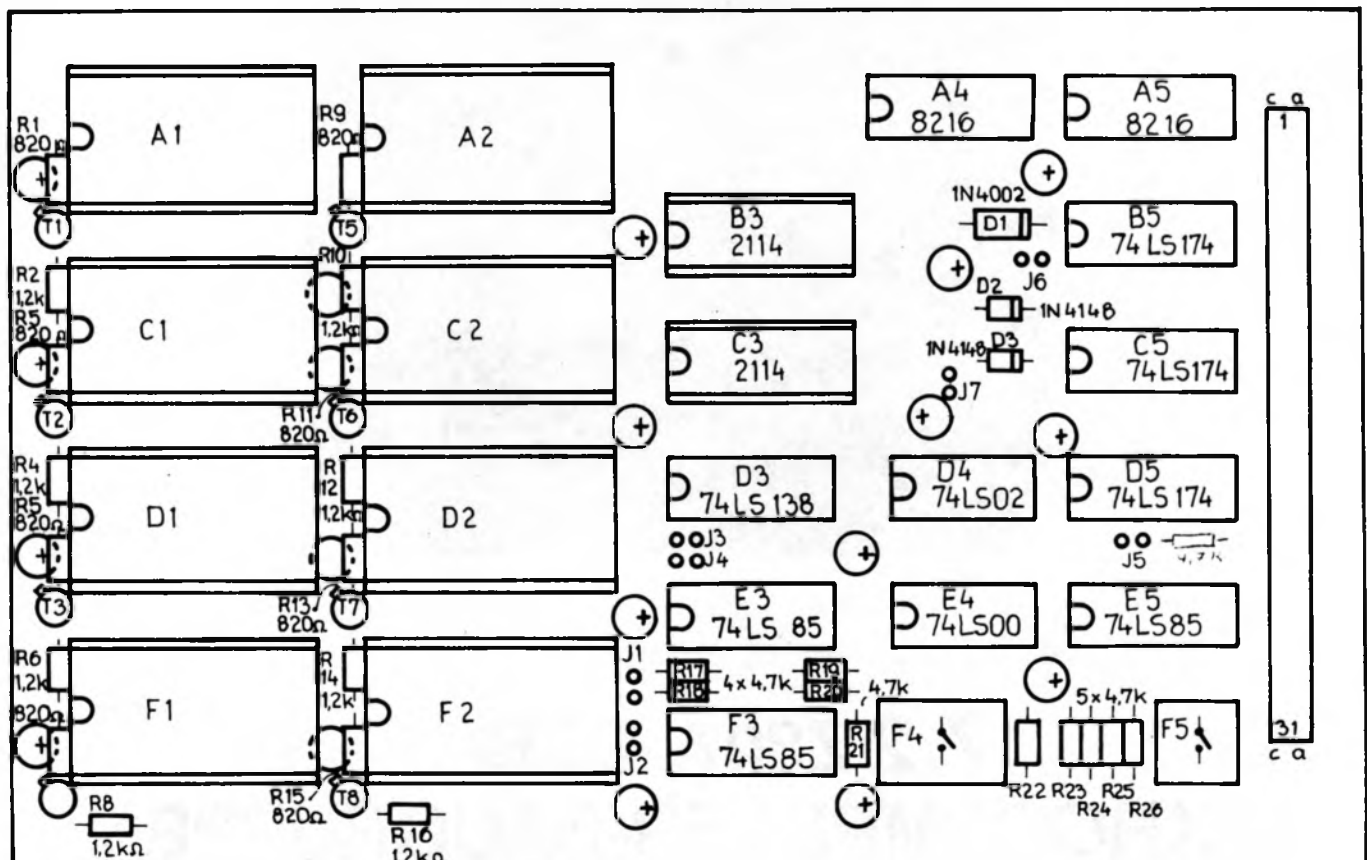 A1
R1
820Ω
T1
R9
820Ω
A2
T5
A4
8216
A5
8216
c a
1
1N4002
D1
B3
2114
B5
74LS174
J6
R2
1,2k
R5
820Ω
C1
T2
R10
1,2kΩ
C2
R11
820Ω
T6
D2
1N4148
C3
2114
1N4148
D3
J7
C5
74LS174
R4
1,2k
R5
820Ω
D1
T3
R
12
1,2kΩ
D2
R13
820Ω
T7
D3
74LS138
D4
74LS02
D5
74LS174
J3
J4
J5
4,7k
E3
74LS 85
E4
74LS00
E5
74LS85
R6
1,2k
820Ω
F1
R
14
1,2k
F2
R15
820Ω
T8
J1
J2
R17
R18
4x4,7k
R19
R20
4,7k
F3
74LS85
R
21
F4
5x4,7k
F5
31
c a
R22
R23
R24
R25
R26
R8
1,2kΩ
R16
1,2kΩ